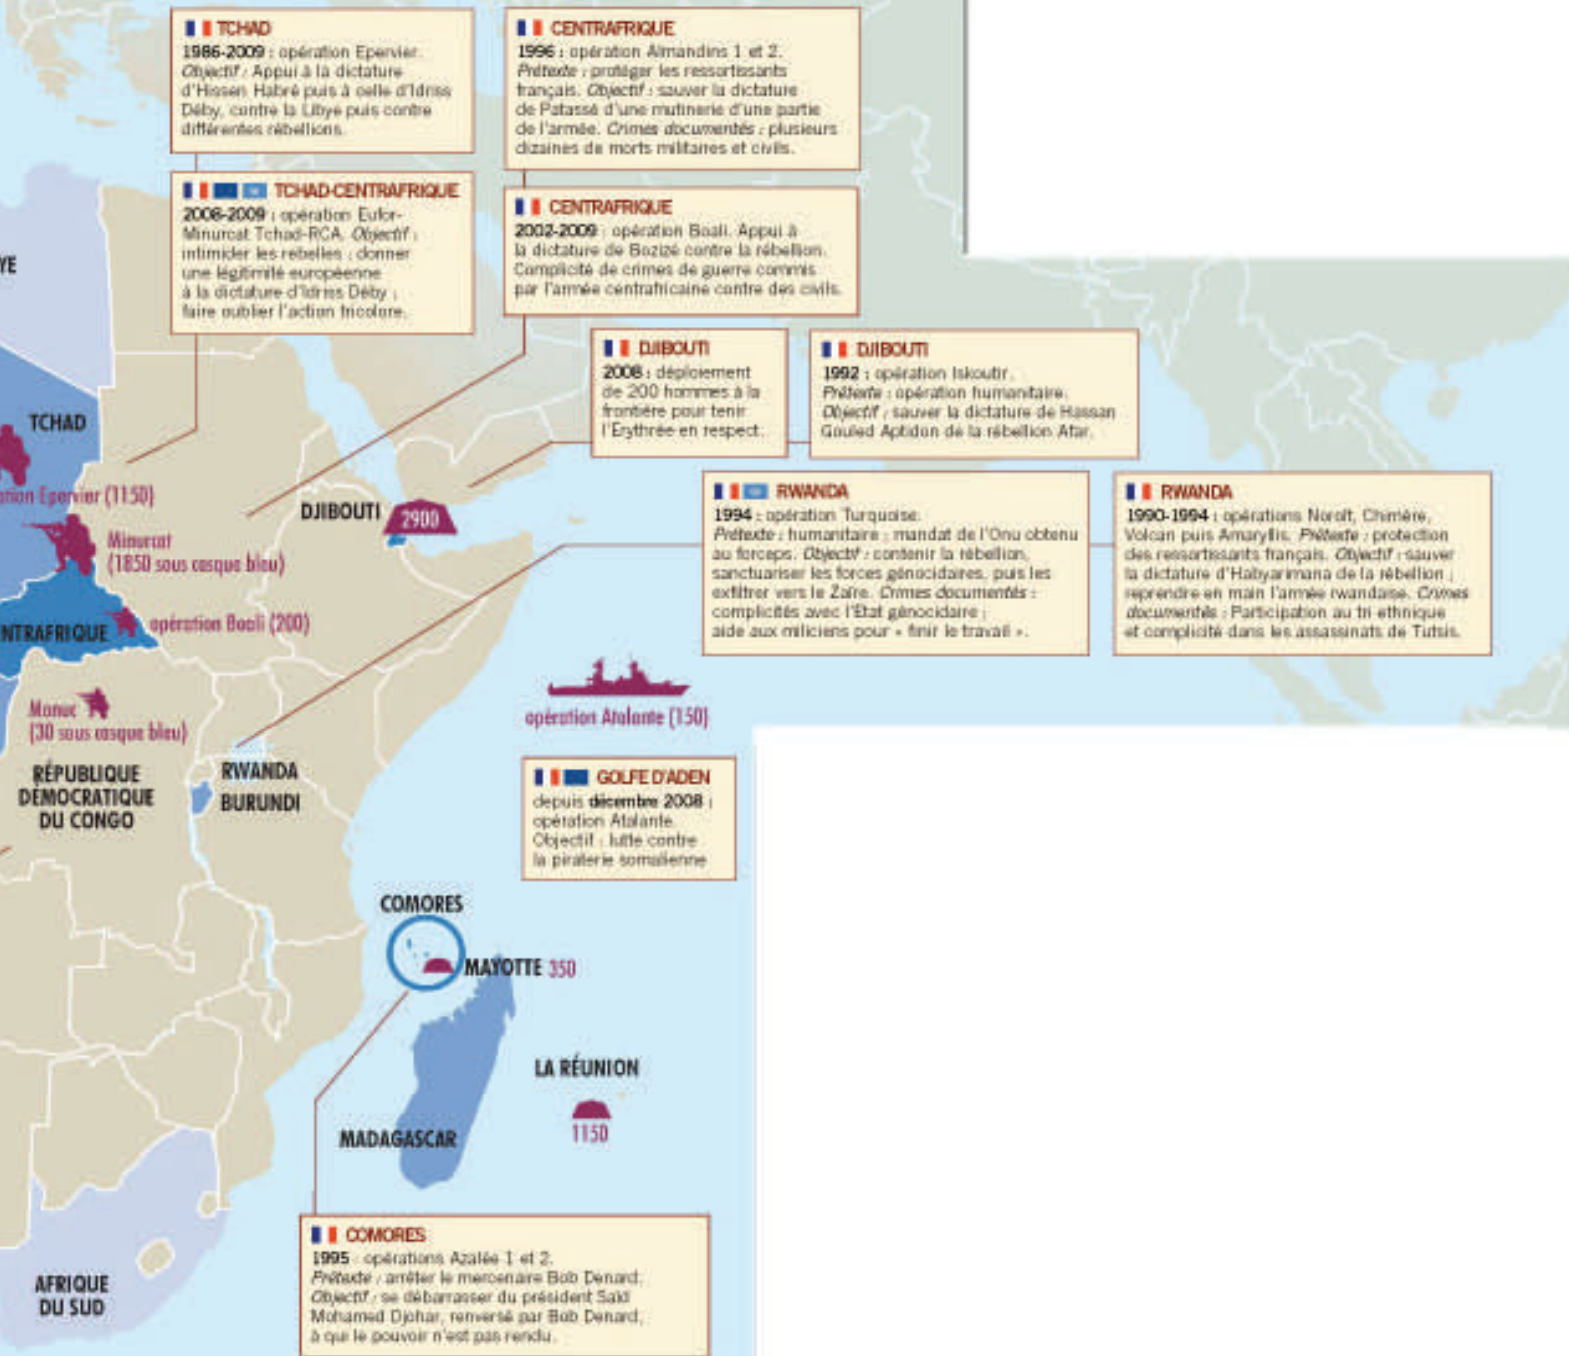 TCHAD
1986-2009 : opération Epervier.
Objectif : Appui à la dictature
d'Hissen Habré puis à celle d'Idriss
Déby, contre la Libye puis contre
différentes rébellions.
CENTRAFRIQUE
1996 : opération Almandins 1 et 2.
Prétexte : protéger les ressortissants
français. Objectif : sauver la dictature
de Patassé d'une mutinerie d'une partie
de l'armée. Crimes documentés : plusieurs
dizaines de morts militaires et civils.
TCHAD-CENTRAFRIQUE
2008-2009 : opération Eufor-
Minurcat Tchad-RCA. Objectif :
intimider les rebelles ; donner
une légitimité européenne
à la dictature d'Idriss Déby ;
faire oublier l'action tricolore.
CENTRAFRIQUE
2002-2009 : opération Boali. Appui à
la dictature de Bozizé contre la rébellion.
Complicité de crimes de guerre commis
par l'armée centrafricaine contre des civils.
YE
DJIBOUTI
2008 : déploiement
de 200 hommes à la
frontière pour tenir
l'Erythrée en respect.
DJIBOUTI
1992 : opération Iskoutir.
Prétexte : opération humanitaire.
Objectif : sauver la dictature de Hassan
Gouled Aptidon de la rébellion Afar.
TCHAD
ation Epervier (1150)
DJIBOUTI
2900
Minurcat
(1850 sous casque bleu)
RWANDA
1994 : opération Turquoise.
Prétexte : humanitaire ; mandat de l'Onu obtenu
au forceps. Objectif : contenir la rébellion,
sanctuariser les forces génocidaires, puis les
exfiltrer vers le Zaïre. Crimes documentés :
complicités avec l'Etat génocidaire ;
aide aux miliciens pour « finir le travail ».
RWANDA
1990-1994 : opérations Noroît, Chimère,
Volcan puis Amaryllis. Prétexte : protection
des ressortissants français. Objectif : sauver
la dictature d'Habyarimana de la rébellion ;
reprendre en main l'armée rwandaise. Crimes
documentés : Participation au tri ethnique
et complicité dans les assassinats de Tutsis.
NTRAFRIQUE
opération Boali (200)
Monuc
(30 sous casque bleu)
opération Atalante (150)
RÉPUBLIQUE
DÉMOCRATIQUE
DU CONGO
RWANDA
BURUNDI
GOLFE D'ADEN
depuis décembre 2008 :
opération Atalante.
Objectif : lutte contre
la piraterie somalienne
COMORES
MAYOTTE 350
LA RÉUNION
1150
MADAGASCAR
COMORES
1995 : opérations Azalée 1 et 2.
Prétexte : arrêter le mercenaire Bob Denard.
Objectif : se débarrasser du président Saïd
Mohamed Djohar, renversé par Bob Denard,
à qui le pouvoir n'est pas rendu.
AFRIQUE
DU SUD